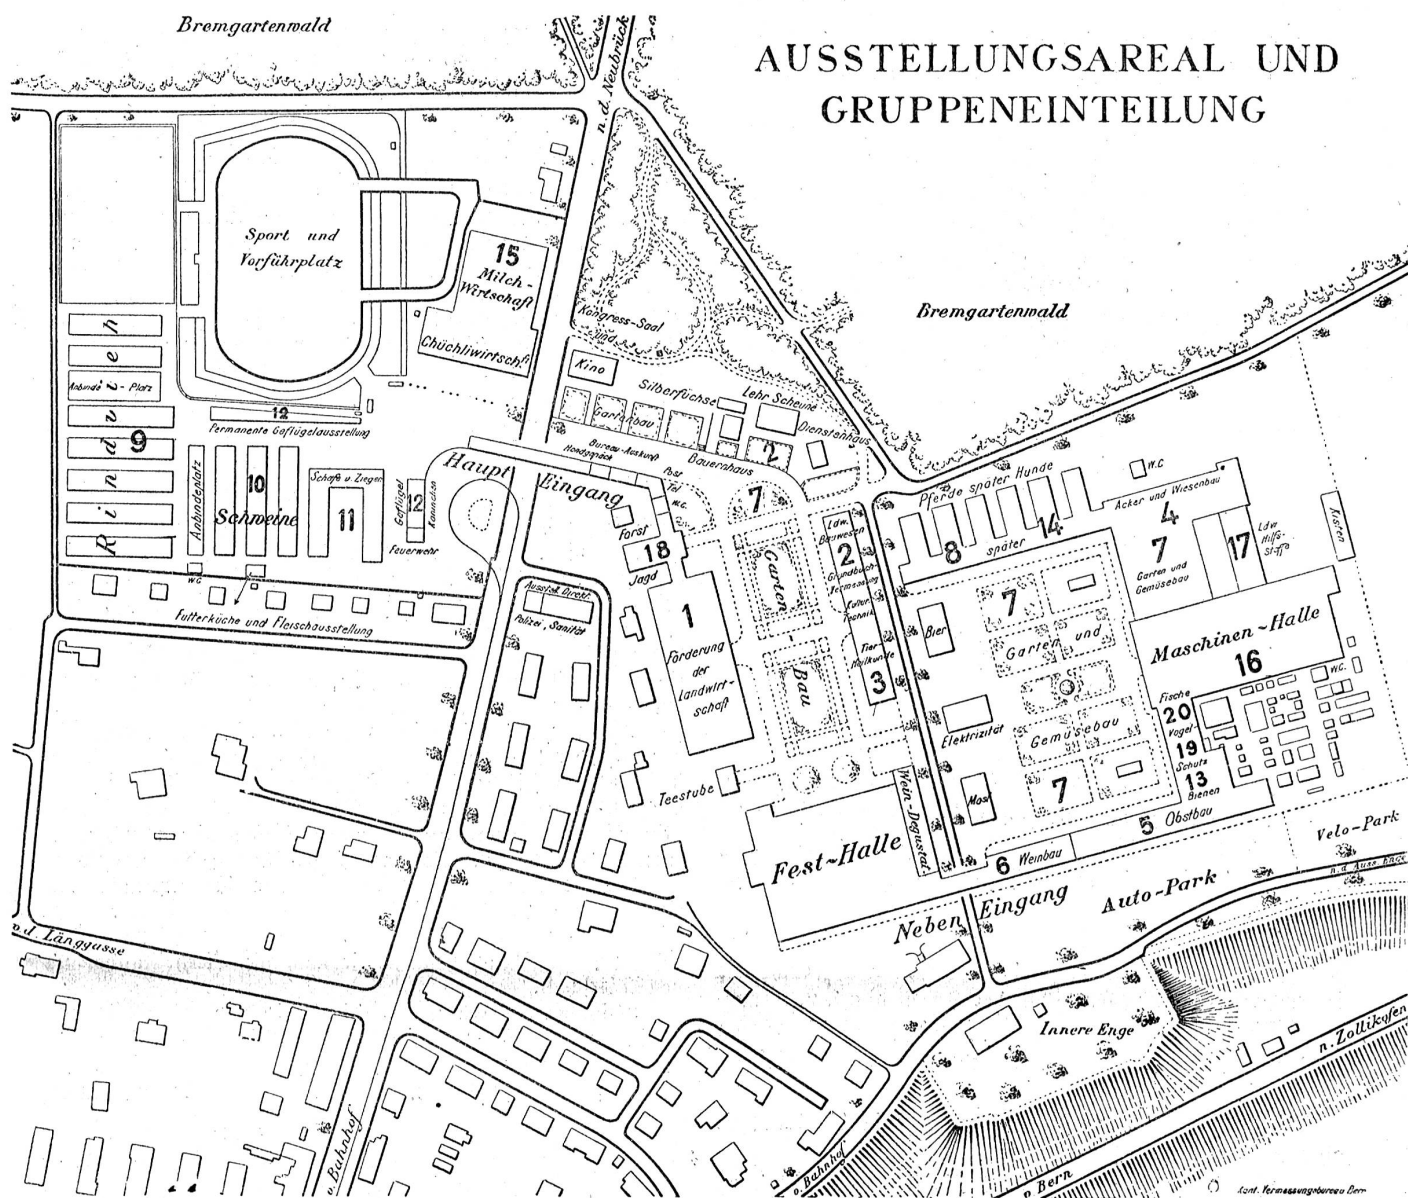 Bremgartenwald
n. d. Neubrück
AUSSTELLUNGSAREAL UND
GRUPPENEINTEILUNG
Sport und
Vorführplatz
15
Milch-
Wirtschaft
Chüchliwirtschft.
Kongress-Saal
und
Kino
Bremgartenwald
Silberfüchse
Lehr Scheune
Dienstenhaus
Gartenbau
Bureau-Auskunft
Handgepäck
Bauernhaus
Post
Tel
W.C.
2
7
Rindvieh
Anbinde-Platz
9
12
Permanente Geflügelausstellung
Anbindeplatz
10
Schweine
Schafe u. Ziegen
11
Geflügel
12
Kaninchen
Feuerwehr
W C
Futterküche und Fleischausstellung
Haupt Eingang
Forst
18
Jagd
1
Förderung
der
Landwirt-
schaft
Garten
Bau
Ldw.
Bauwesen
2
Grundbuch-
Vermessung
Kultur
Technik
Tier-
Heilkunde
3
Ausstell. Direkt.
Polizei, Sanität
Teestube
Fest-Halle
Wein-Degustat.
Pferde später Hunde
8
später
14
W.C
Acker und Wiesenbau
4
7
Garten und
Gemüsebau
17
Ldw
Hilfs-
Stoffe
Kisten
Bier
7
Garten und
Gemüsebau
7
Elektrizität
Most
Maschinen-Halle
16
W.C.
Fische
20
Vogel-
19
Schutz
13
Bienen
5 Obstbau
6 Weinbau
Neben Eingang
Auto-Park
Velo-Park
n. d. Äuss. Enge
Innere Enge
n. Zollikofen
n.d. Länggasse
v. Bahnhof
v. Bahnhof
v. Bern
Kant. Vermessungsbureau Bern